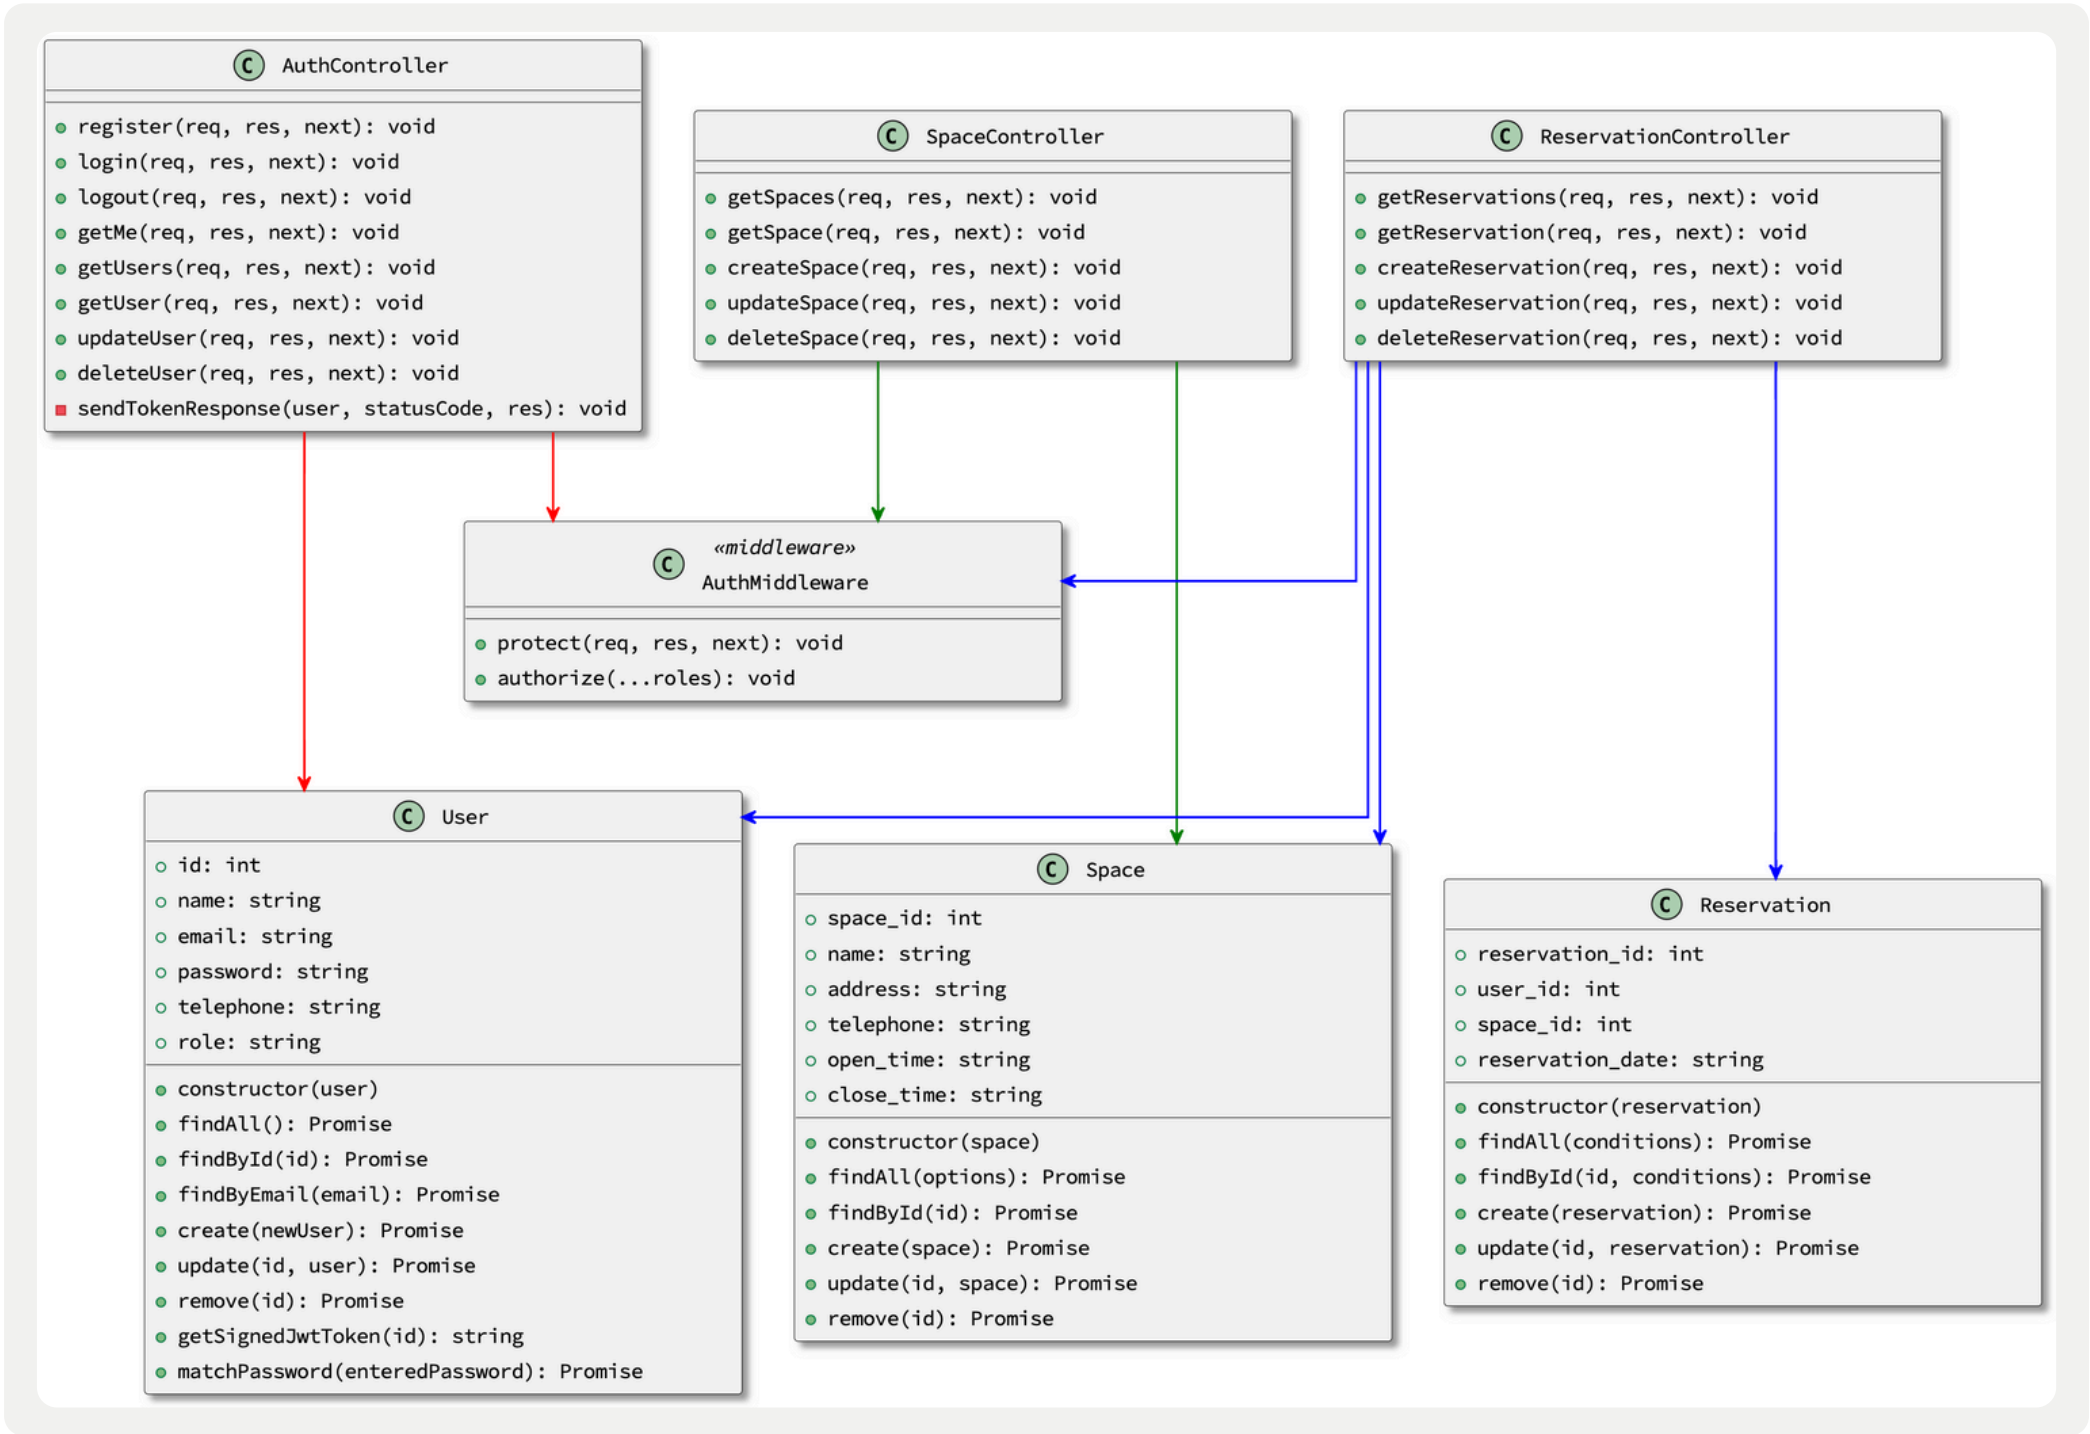 C AuthController
register(req, res, next): void
login(req, res, next): void
logout(req, res, next): void
getMe(req, res, next): void
getUsers(req, res, next): void
getUser(req, res, next): void
updateUser(req, res, next): void
deleteUser(req, res, next): void
sendTokenResponse(user, statusCode, res): void
C SpaceController
getSpaces(req, res, next): void
getSpace(req, res, next): void
createSpace(req, res, next): void
updateSpace(req, res, next): void
deleteSpace(req, res, next): void
C ReservationController
getReservations(req, res, next): void
getReservation(req, res, next): void
createReservation(req, res, next): void
updateReservation(req, res, next): void
deleteReservation(req, res, next): void
«middleware»
C AuthMiddleware
protect(req, res, next): void
authorize(...roles): void
C User
id: int
name: string
email: string
password: string
telephone: string
role: string
constructor(user)
findAll(): Promise
findById(id): Promise
findByEmail(email): Promise
create(newUser): Promise
update(id, user): Promise
remove(id): Promise
getSignedJwtToken(id): string
matchPassword(enteredPassword): Promise
C Space
space_id: int
name: string
address: string
telephone: string
open_time: string
close_time: string
constructor(space)
findAll(options): Promise
findById(id): Promise
create(space): Promise
update(id, space): Promise
remove(id): Promise
C Reservation
reservation_id: int
user_id: int
space_id: int
reservation_date: string
constructor(reservation)
findAll(conditions): Promise
findById(id, conditions): Promise
create(reservation): Promise
update(id, reservation): Promise
remove(id): Promise